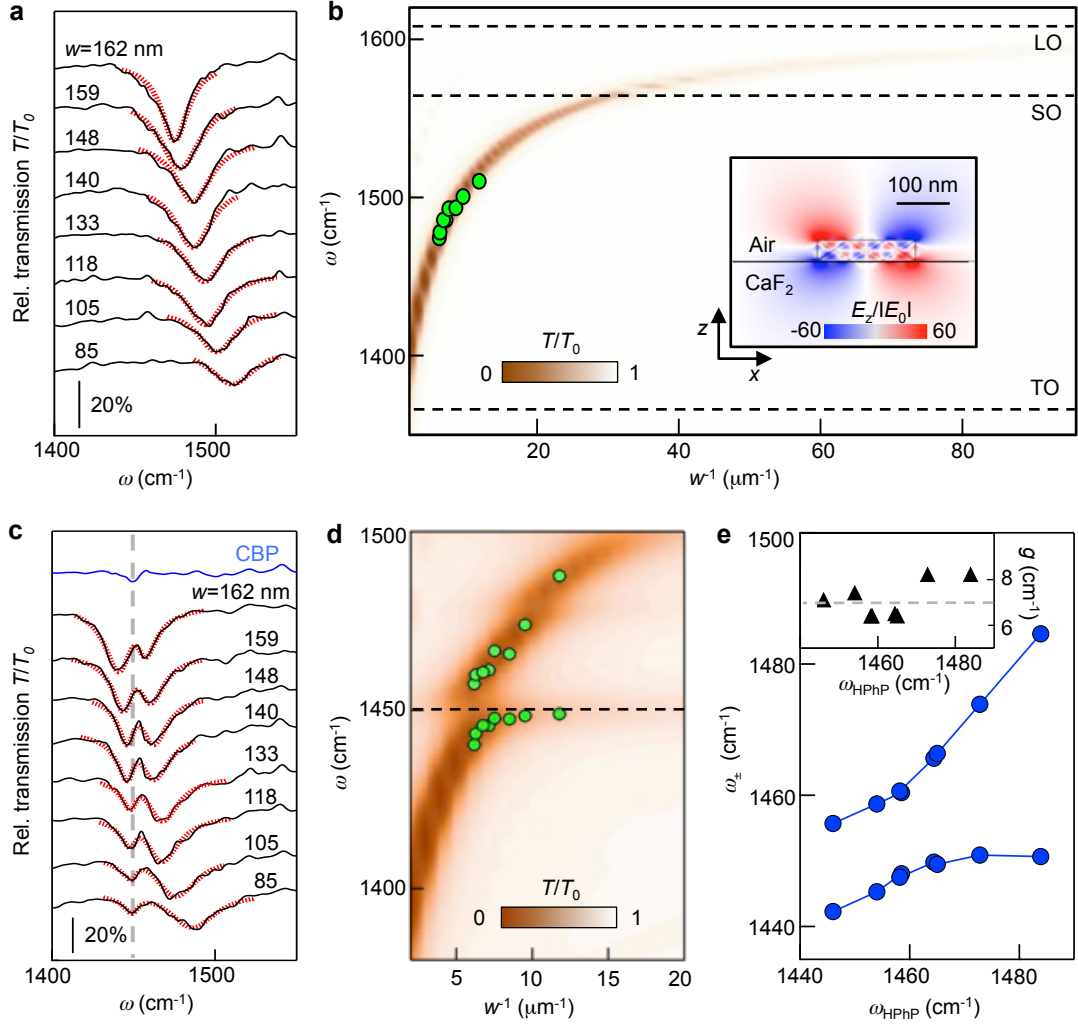 a
w=162 nm
159
148
140
133
118
105
85
20%
Rel. transmission T/T0
1400
1500
ω (cm-1)
b
1600
1500
1400
ω (cm-1)
LO
SO
TO
100 nm
Air
CaF2
Ez/|E0|
-60
60
z
x
T/T0
0
1
20
40
60
80
w-1 (μm-1)
c
CBP
w=162 nm
159
148
140
133
118
105
85
20%
Rel. transmission T/T0
1400
1500
ω (cm-1)
d
1500
1450
1400
ω (cm-1)
T/T0
0
1
5
10
15
20
w-1 (μm-1)
e
1500
1480
1460
1440
ω± (cm-1)
8
6
g (cm-1)
1460
1480
ωHPhP (cm-1)
1440
1460
1480
ωHPhP (cm-1)